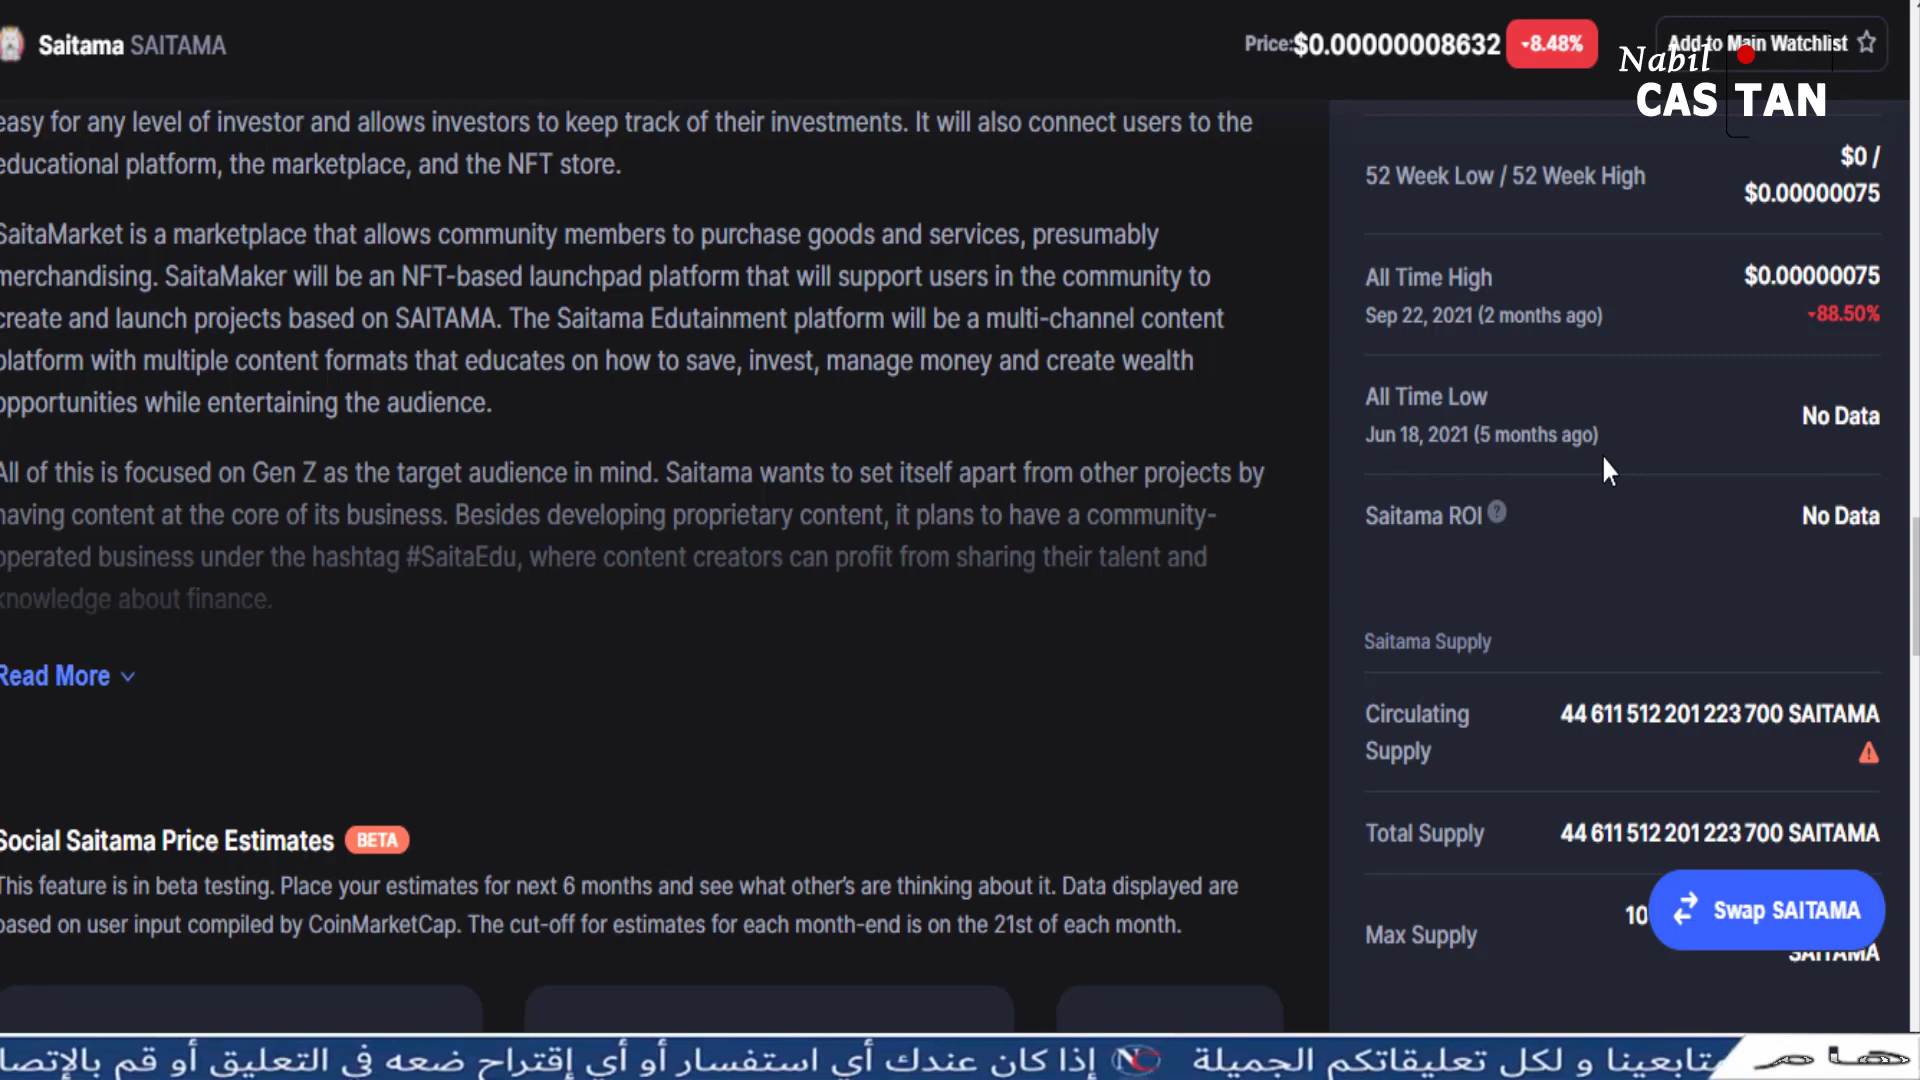 Saitama SAITAMA
Price:$0.00000008632 -8.48% Add to Main Watchlist
Nabil
CAS TAN
easy for any level of investor and allows investors to keep track of their investments. It will also connect users to the
educational platform, the marketplace, and the NFT store.
SaitaMarket is a marketplace that allows community members to purchase goods and services, presumably
merchandising. SaitaMaker will be an NFT-based launchpad platform that will support users in the community to
create and launch projects based on SAITAMA. The Saitama Edutainment platform will be a multi-channel content
platform with multiple content formats that educates on how to save, invest, manage money and create wealth
opportunities while entertaining the audience.
All of this is focused on Gen Z as the target audience in mind. Saitama wants to set itself apart from other projects by
having content at the core of its business. Besides developing proprietary content, it plans to have a community-
operated business under the hashtag #SaitaEdu, where content creators can profit from sharing their talent and
knowledge about finance.
Read More
Social Saitama Price Estimates BETA
This feature is in beta testing. Place your estimates for next 6 months and see what other's are thinking about it. Data displayed are
based on user input compiled by CoinMarketCap. The cut-off for estimates for each month-end is on the 21st of each month.
52 Week Low / 52 Week High
$0 /
$0.00000075
All Time High
$0.00000075
Sep 22, 2021 (2 months ago)
-88.50%
All Time Low
Jun 18, 2021 (5 months ago)
No Data
Saitama ROI
No Data
Saitama Supply
Circulating
Supply
44 611 512 201 223 700 SAITAMA
Total Supply
44 611 512 201 223 700 SAITAMA
Max Supply
10
SAITAMA
Swap SAITAMA
متابعينا و لكل تعليقاتكم الجميلة NC إذا كان عندك أي استفسار أو أي إقتراح ضعه في التعليق أو قم بالإتصا